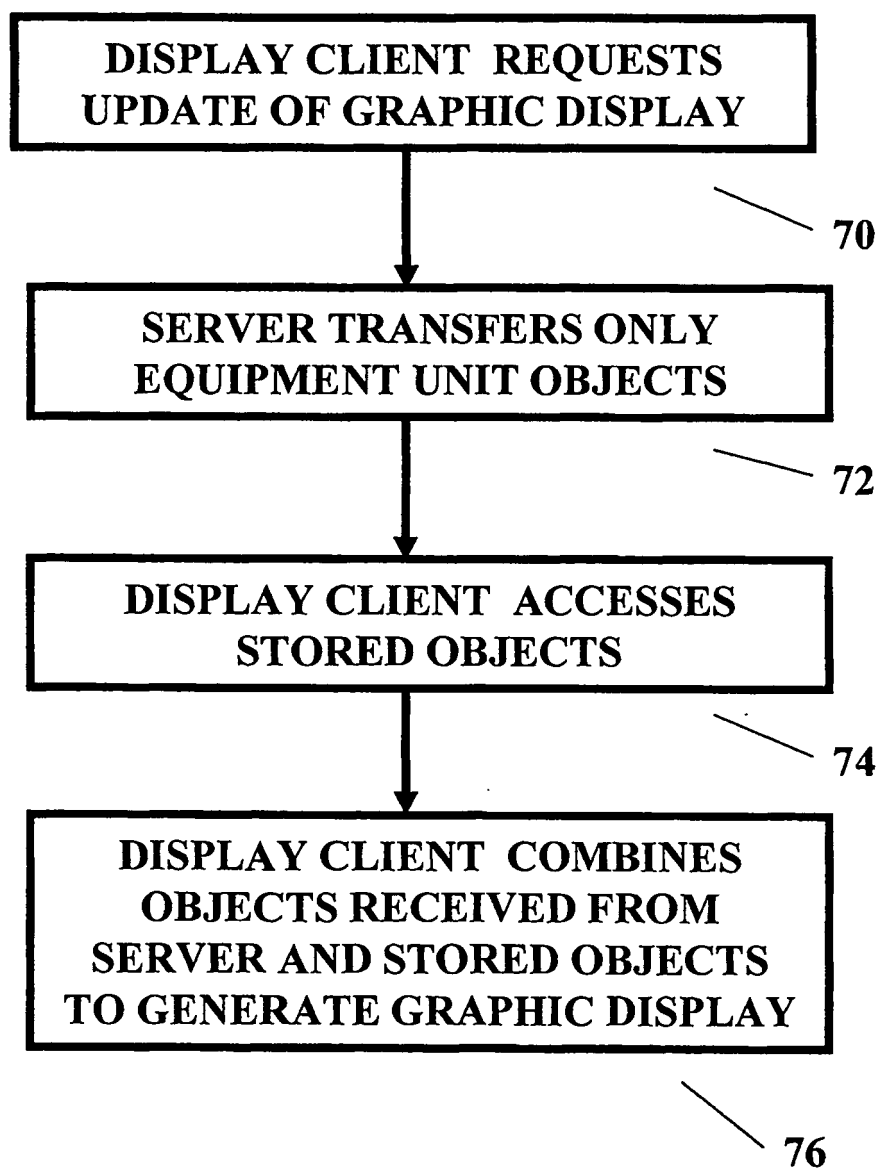 DISPLAY CLIENT REQUESTS
UPDATE OF GRAPHIC DISPLAY
70
SERVER TRANSFERS ONLY
EQUIPMENT UNIT OBJECTS
72
DISPLAY CLIENT ACCESSES
STORED OBJECTS
74
DISPLAY CLIENT COMBINES
OBJECTS RECEIVED FROM
SERVER AND STORED OBJECTS
TO GENERATE GRAPHIC DISPLAY
76